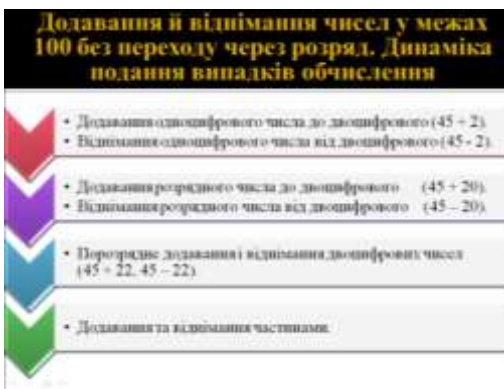 Додавання й віднімання чисел у межах
100 без переходу через розряд. Динаміка
подання випадків обчислення
• Додавання одноцифрового числа до двоцифрового (45 + 2).
• Віднімання одноцифрового числа від двоцифрового (45 - 2).
• Додавання розрядного числа до двоцифрового (45 + 20).
• Віднімання розрядного числа від двоцифрового (45 – 20).
• Порозрядне додавання і віднімання двоцифрових чисел
(45 + 22, 45 – 22).
• Додавання та віднімання частинами.